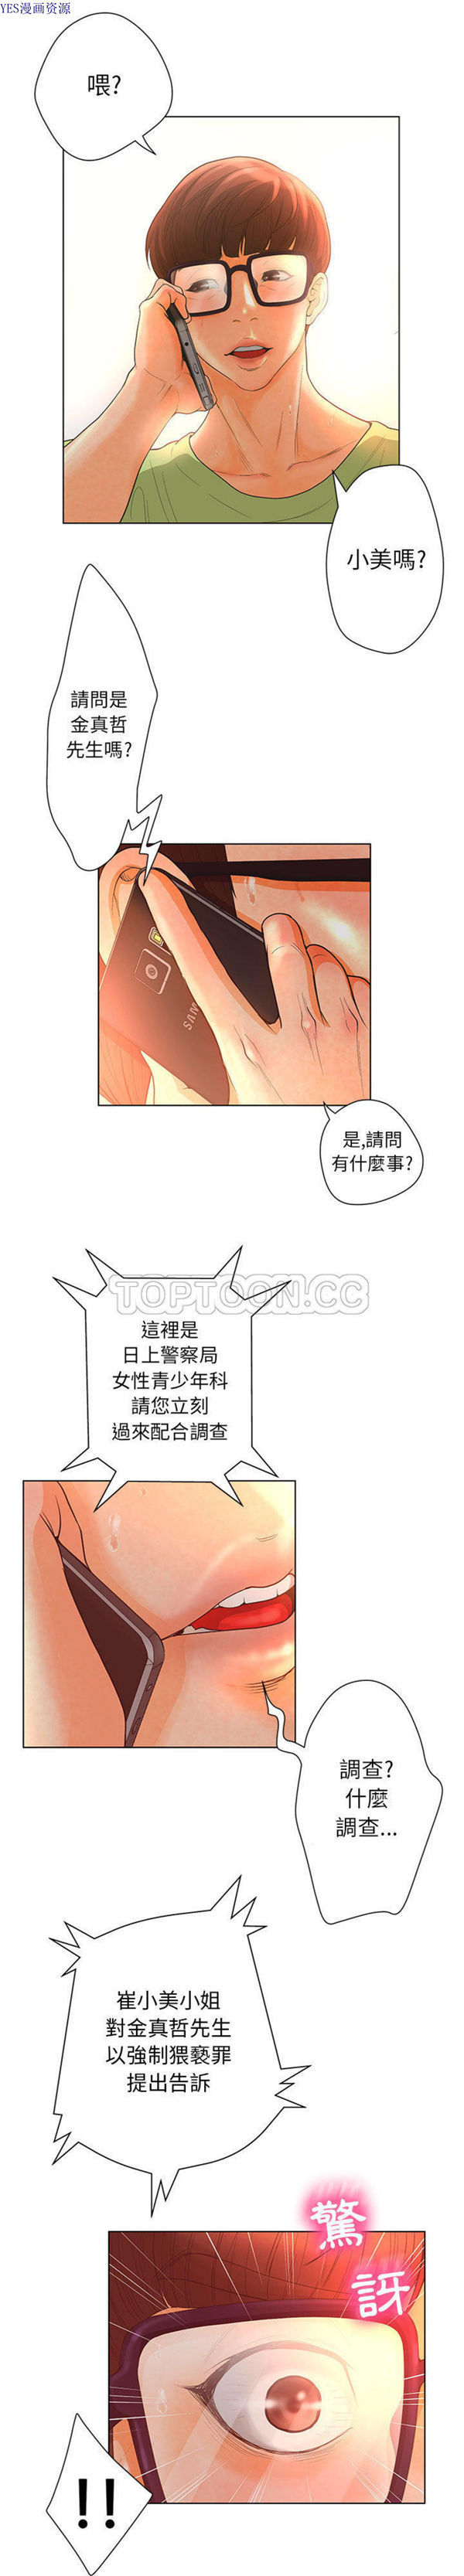 YES漫画资源
喂?
小美嗎?
請問是
金真哲
先生嗎?
SAM
是,請問
有什麼事?
TOPTOON.CC
這裡是
日上警察局
女性青少年科
請您立刻
過來配合調查
調查?
什麼
調查...
崔小美小姐
對金真哲先生
以強制猥褻罪
提出告訴
驚
訝
!!